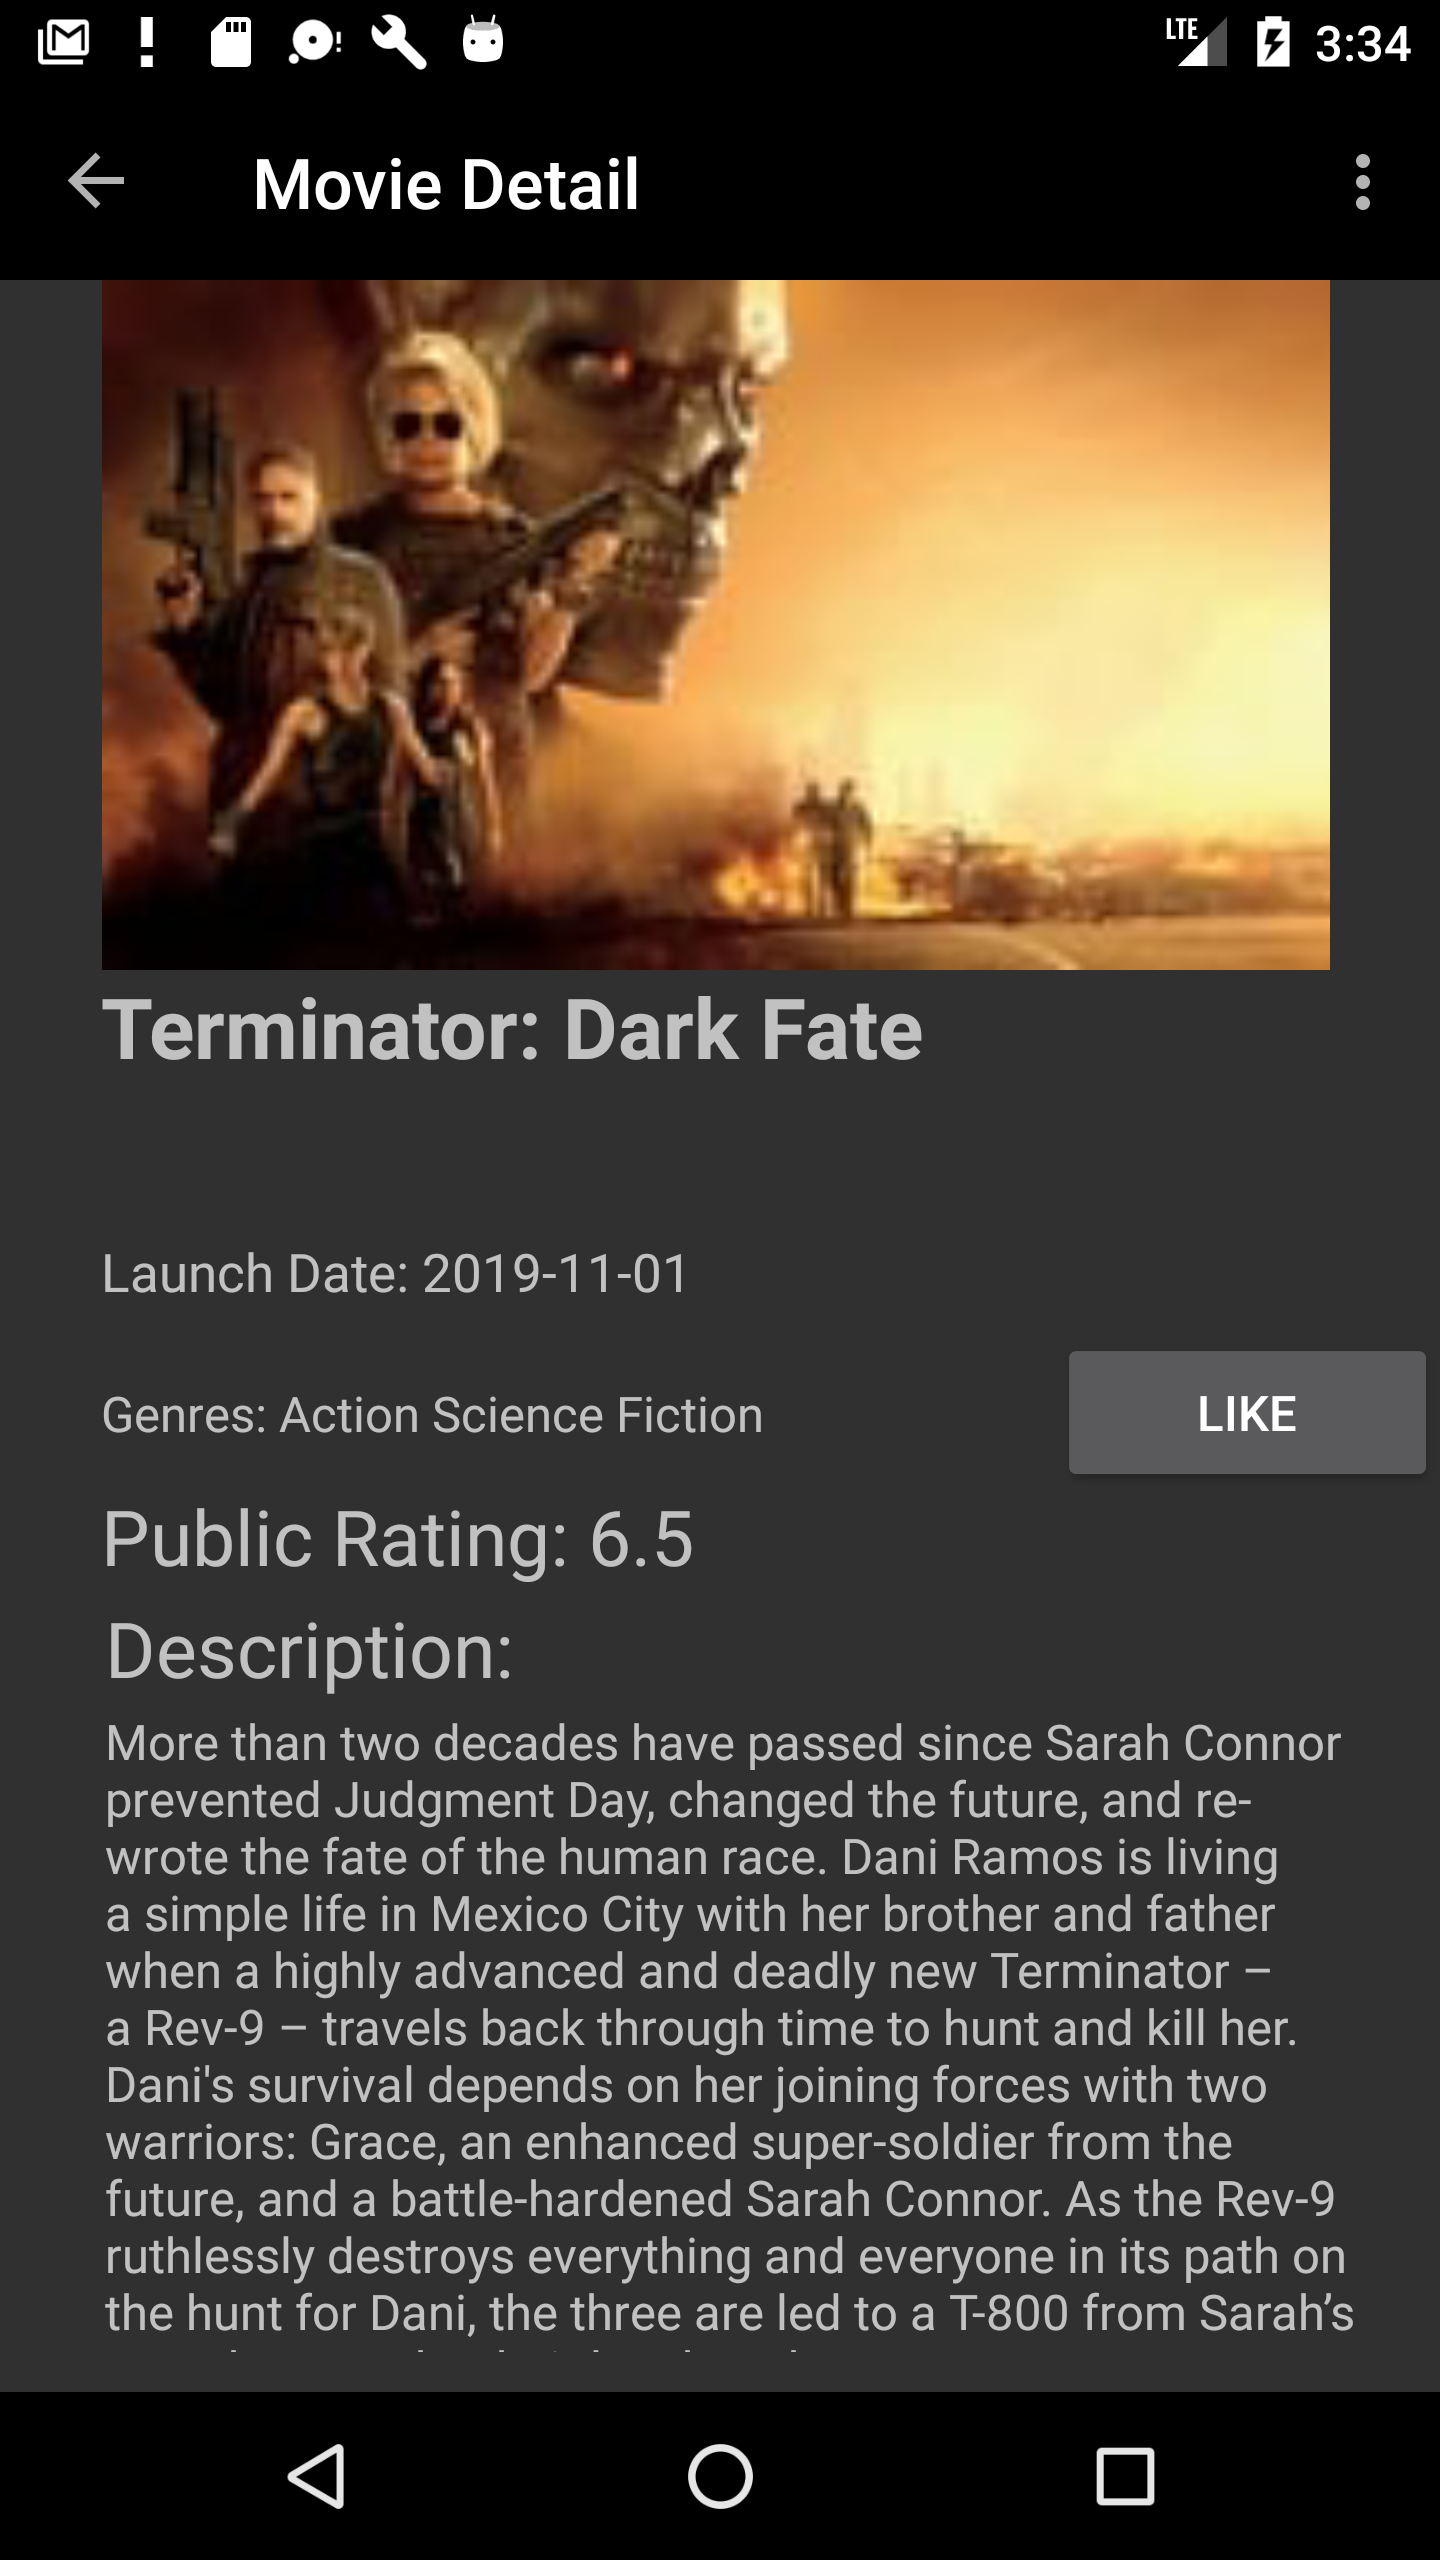 LTE 3:34
Movie Detail
Terminator: Dark Fate
Launch Date: 2019-11-01
Genres: Action Science Fiction
LIKE
Public Rating: 6.5
Description:
More than two decades have passed since Sarah Connor
prevented Judgment Day, changed the future, and re-
wrote the fate of the human race. Dani Ramos is living
a simple life in Mexico City with her brother and father
when a highly advanced and deadly new Terminator –
a Rev-9 – travels back through time to hunt and kill her.
Dani's survival depends on her joining forces with two
warriors: Grace, an enhanced super-soldier from the
future, and a battle-hardened Sarah Connor. As the Rev-9
ruthlessly destroys everything and everyone in its path on
the hunt for Dani, the three are led to a T-800 from Sarah’s